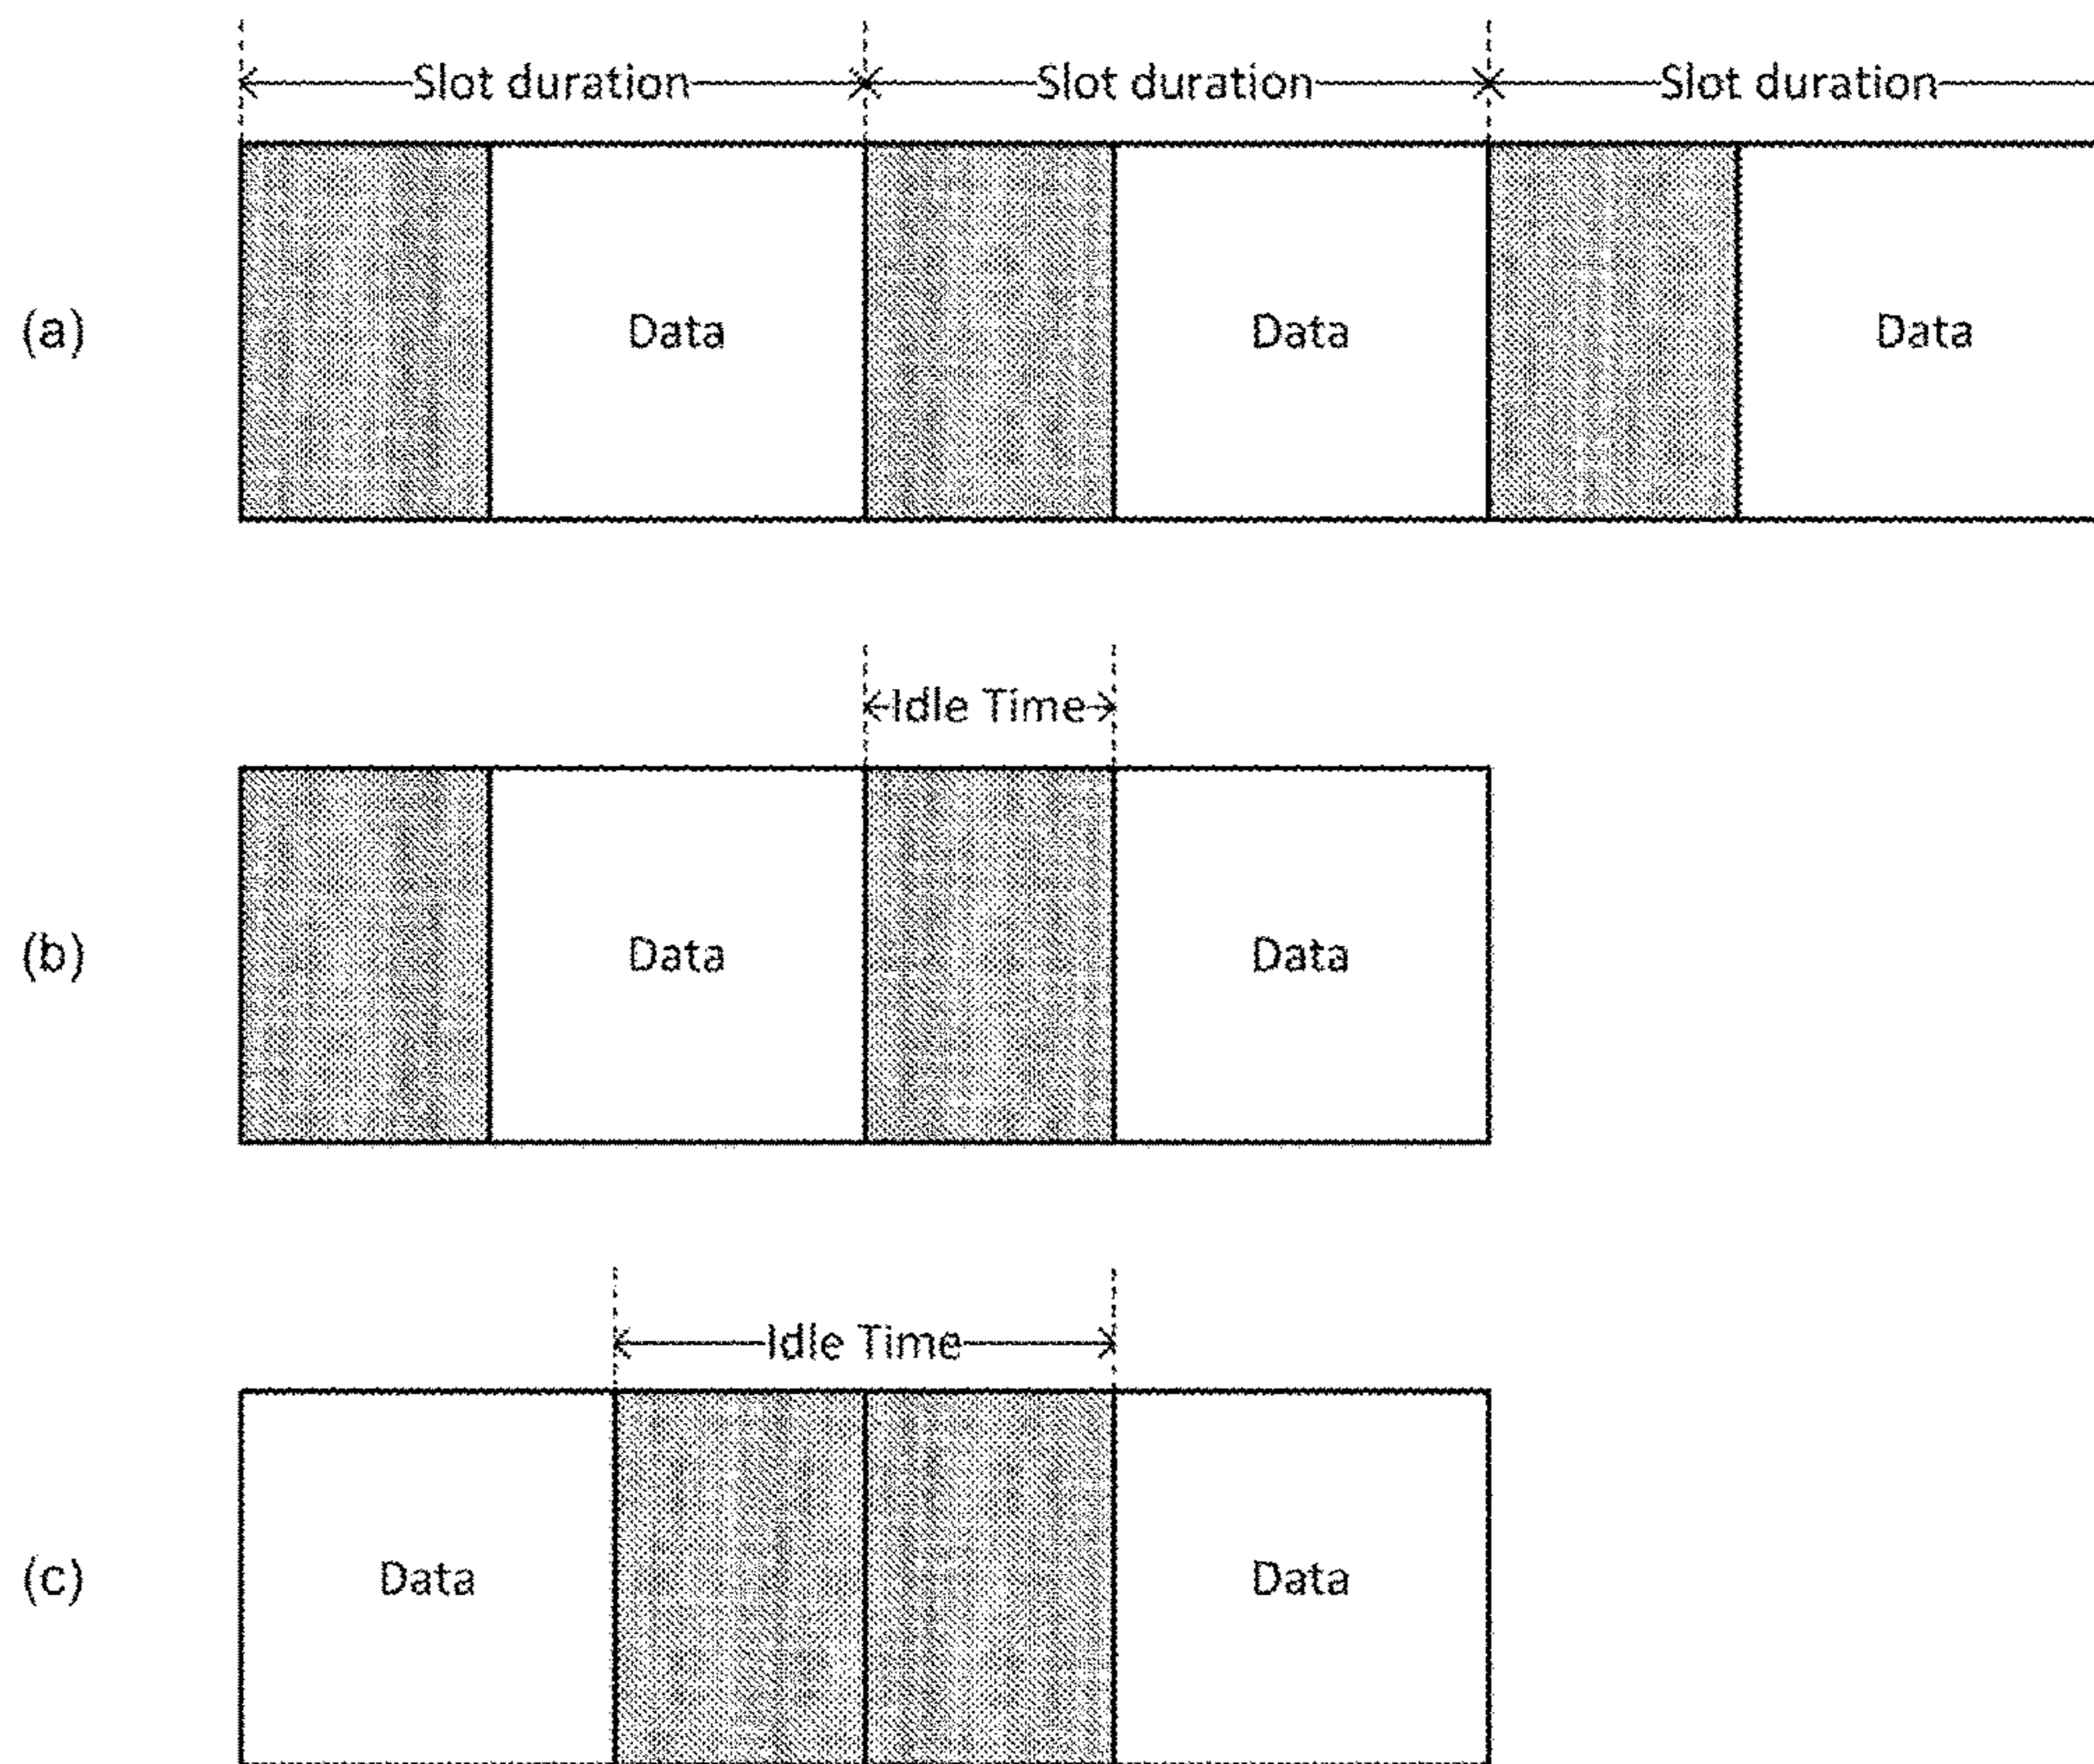 Slot duration Slot duration Slot duration
(a) Data Data Data
Idle Time
(b) Data Data
Idle Time
(c) Data Data